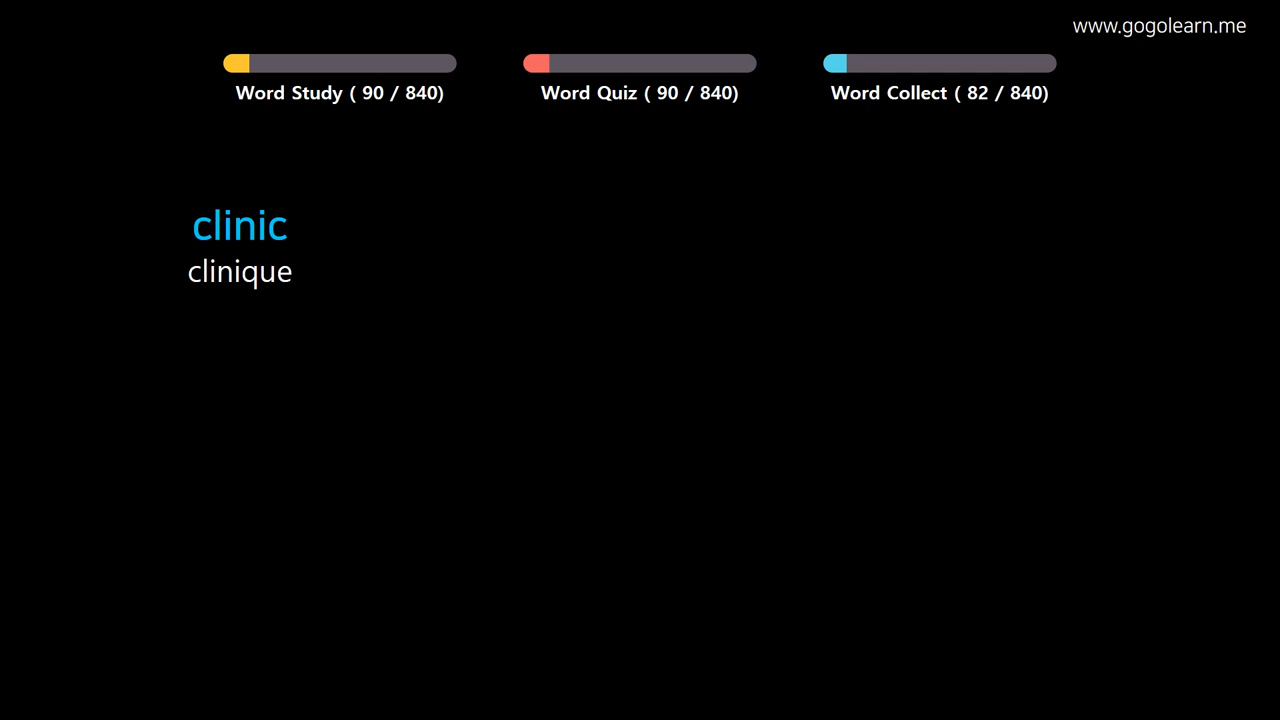 www.gogolearn.me
Word Study ( 90 / 840)
Word Quiz ( 90 / 840)
Word Collect ( 82 / 840)
clinic
clinique